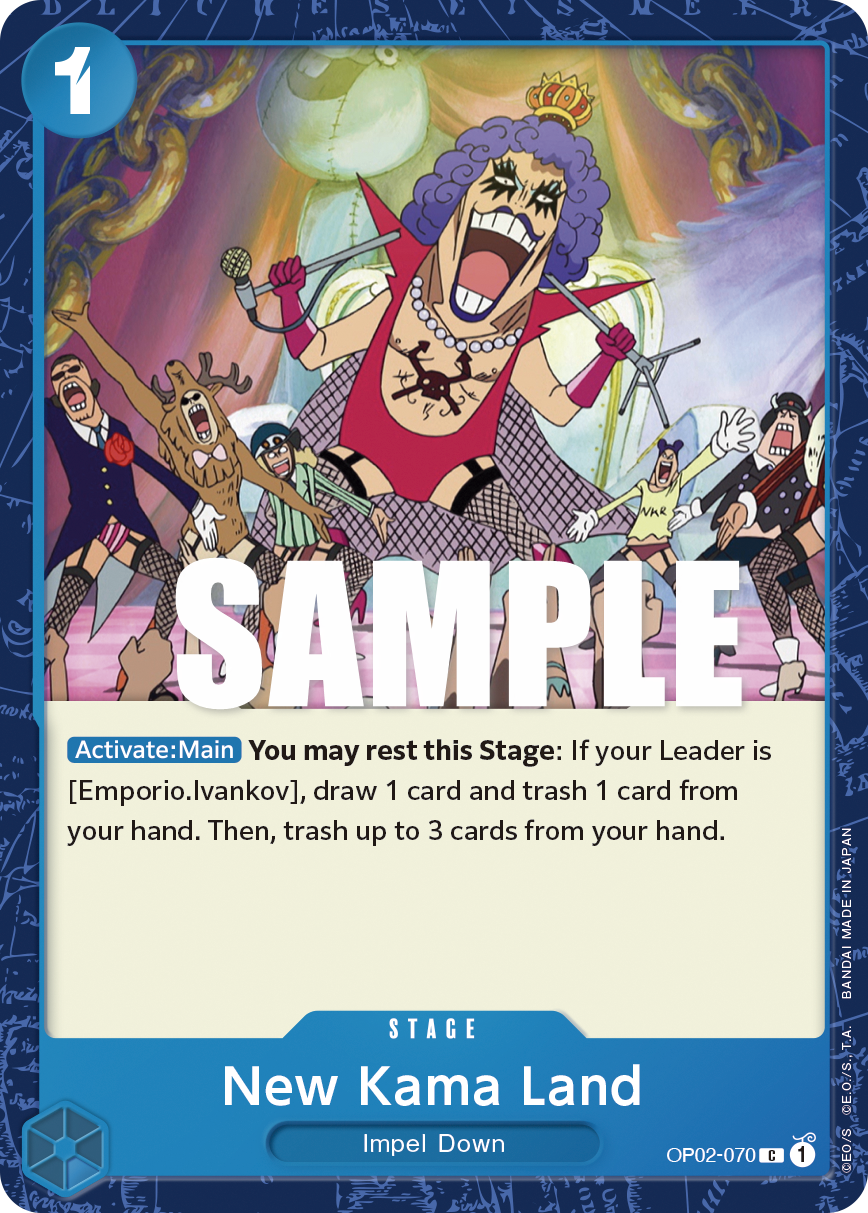 1
NKR
SAMPLE
Activate:Main You may rest this Stage: If your Leader is
[Emporio.Ivankov], draw 1 card and trash 1 card from
your hand. Then, trash up to 3 cards from your hand.
STAGE
New Kama Land
Impel Down
OP02-070 C 1
©EO/S ©E.O./S., T.A. BANDAI MADE IN JAPAN